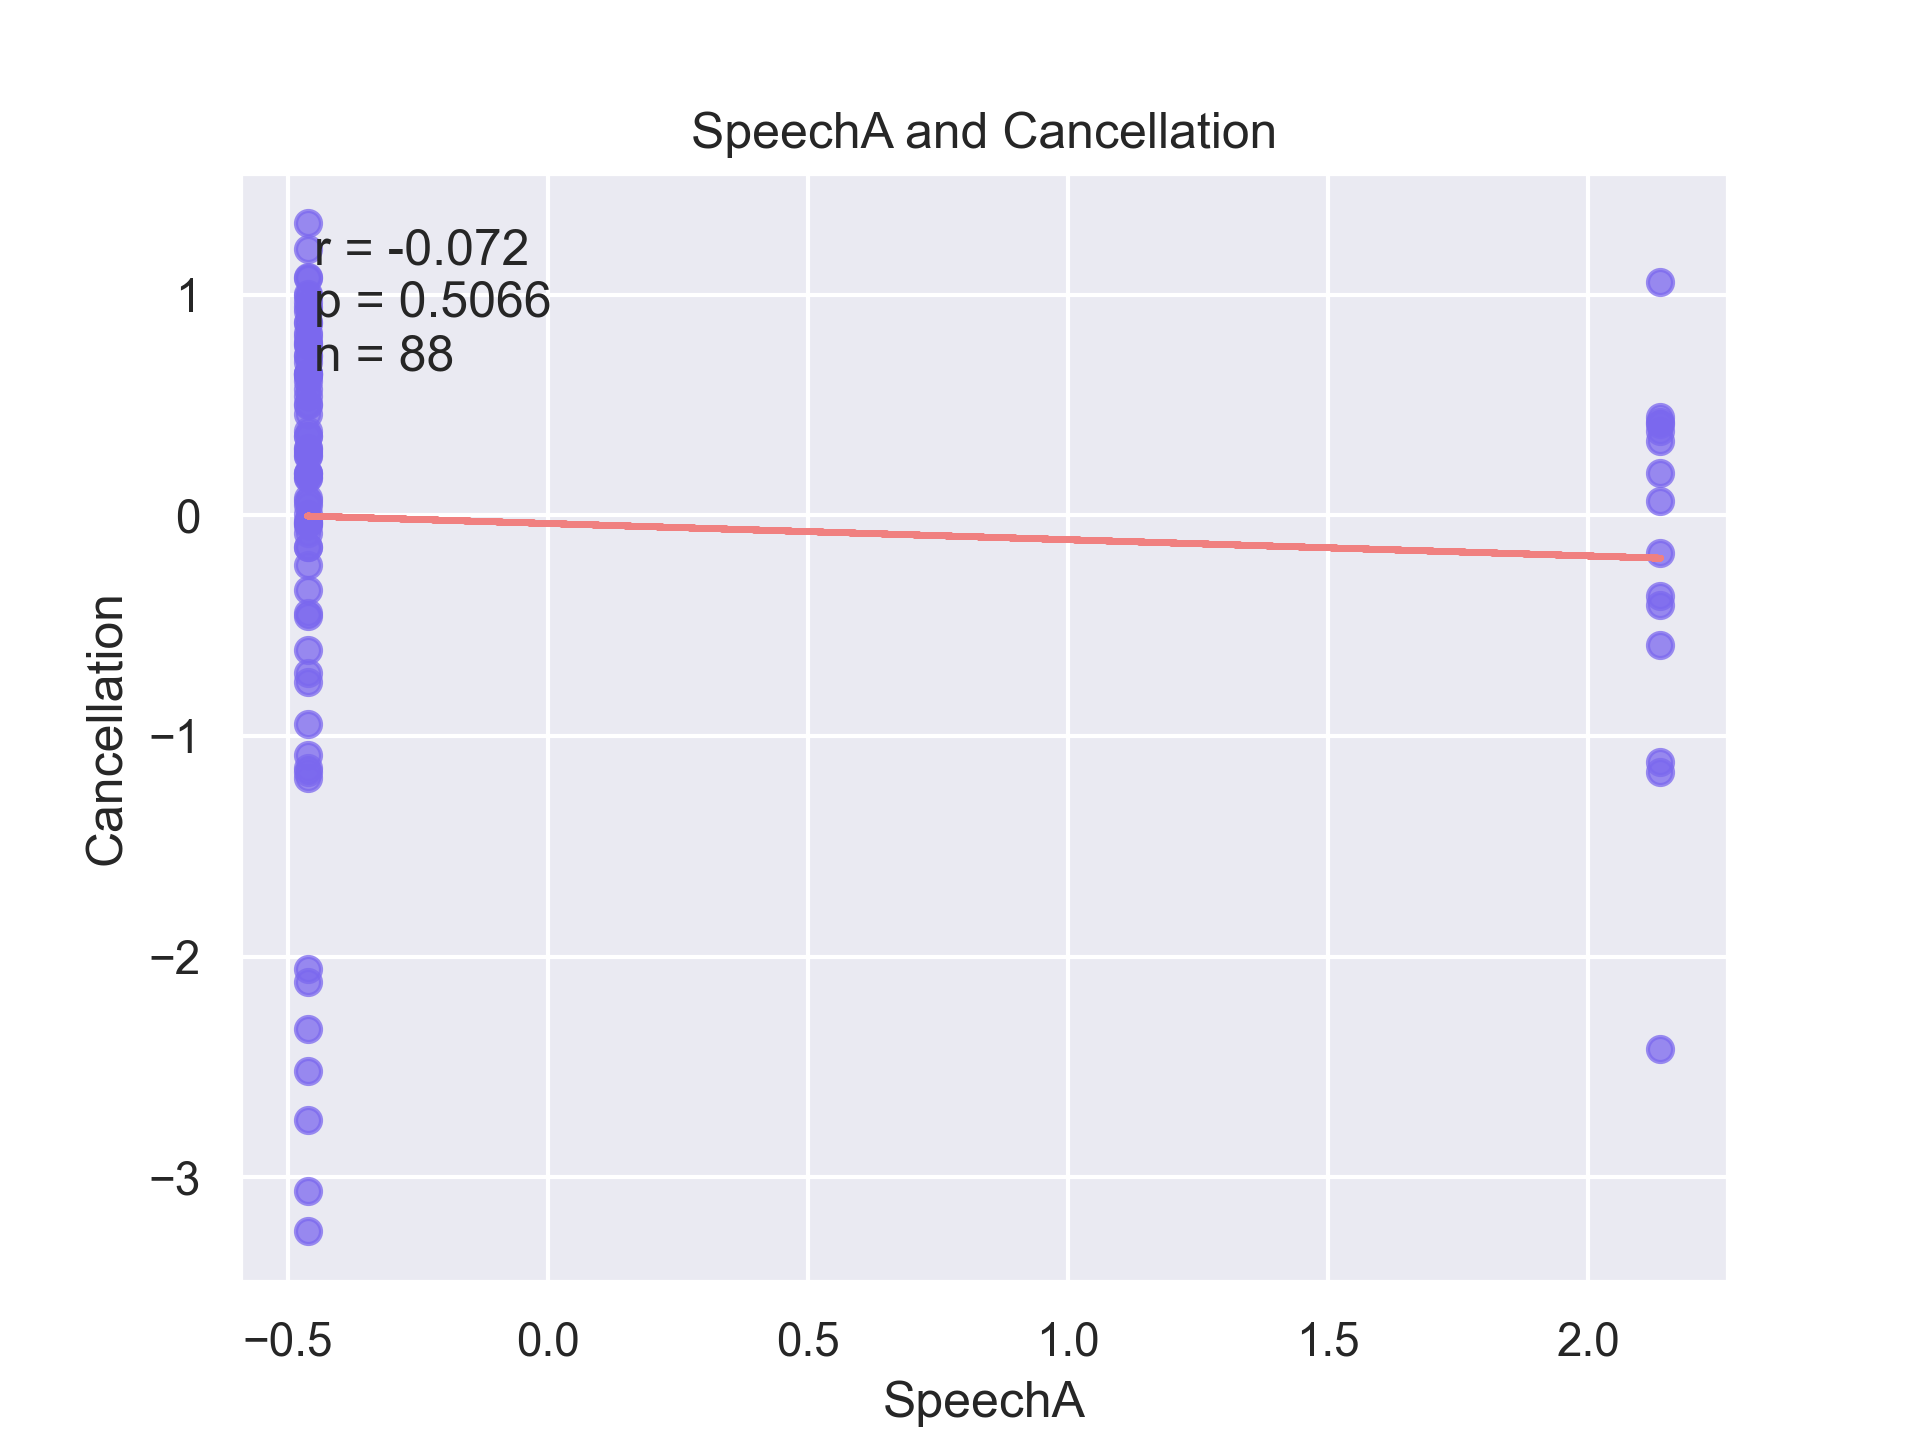 SpeechA and Cancellation
r = -0.072
p = 0.5066
n = 88
1
0
−1
−2
−3
Cancellation
−0.5 0.0 0.5 1.0 1.5 2.0
SpeechA